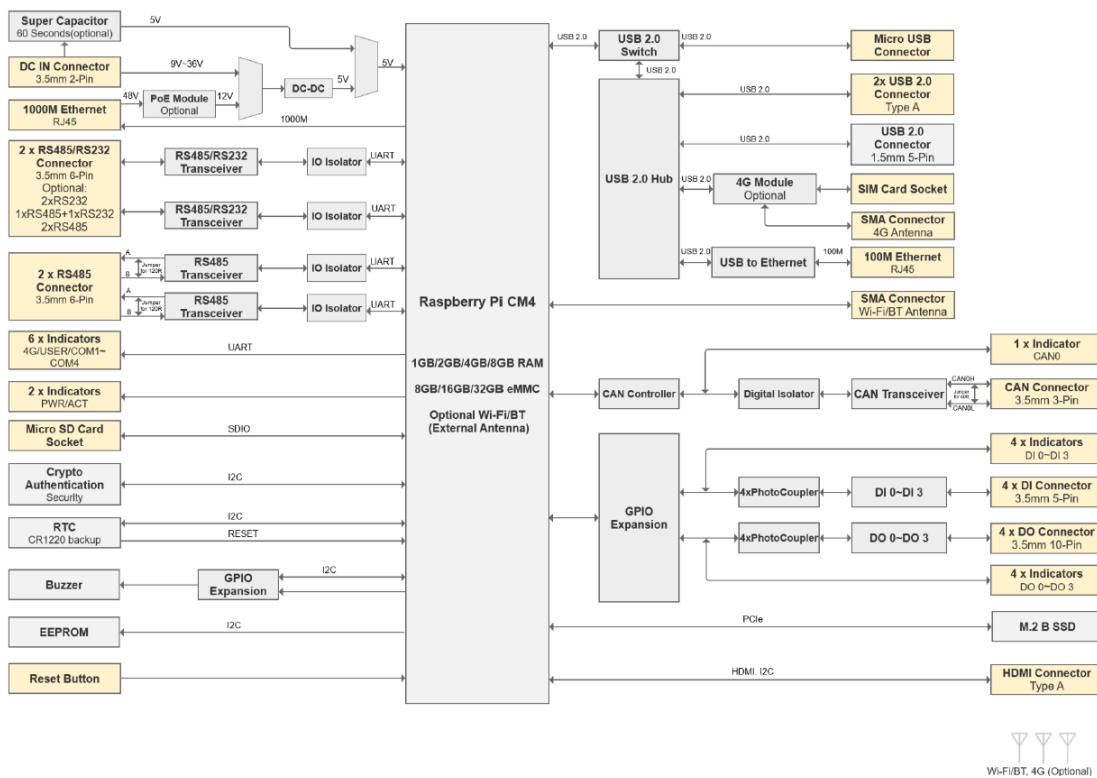 Super Capacitor
60 Seconds(optional)
5V
DC IN Connector
3.5mm 2-Pin
9V~36V
5V
48V
PoE Module
Optional
12V
DC-DC
5V
1000M Ethernet
RJ45
1000M
2 x RS485/RS232
Connector
3.5mm 6-Pin
Optional:
2xRS232
1xRS485+1xRS232
2xRS485
RS485/RS232
Transceiver
IO Isolator
UART
RS485/RS232
Transceiver
IO Isolator
UART
2 x RS485
Connector
3.5mm 6-Pin
A
Jumper
for 120R
B
RS485
Transceiver
IO Isolator
UART
A
Jumper
for 120R
B
RS485
Transceiver
IO Isolator
UART
6 x Indicators
4G/USER/COM1~
COM4
UART
2 x Indicators
PWR/ACT
Micro SD Card
Socket
SDIO
Crypto
Authentication
Security
I2C
RTC
CR1220 backup
I2C
RESET
Buzzer
GPIO
Expansion
I2C
EEPROM
I2C
Reset Button
Raspberry Pi CM4
1GB/2GB/4GB/8GB RAM
8GB/16GB/32GB eMMC
Optional Wi-Fi/BT
(External Antenna)
USB 2.0
USB 2.0
Switch
USB 2.0
Micro USB
Connector
USB 2.0
USB 2.0 Hub
USB 2.0
2x USB 2.0
Connector
Type A
USB 2.0
USB 2.0
Connector
1.5mm 5-Pin
USB 2.0
4G Module
Optional
SIM Card Socket
SMA Connector
4G Antenna
USB 2.0
USB to Ethernet
100M
100M Ethernet
RJ45
SMA Connector
Wi-Fi/BT Antenna
1 x Indicator
CAN0
CAN Controller
Digital Isolator
CAN Transceiver
CAN0H
Jumper
CAN0L
CAN Connector
3.5mm 3-Pin
GPIO
Expansion
4 x Indicators
DI 0~DI 3
4xPhotoCoupler
DI 0~DI 3
4 x DI Connector
3.5mm 5-Pin
4xPhotoCoupler
DO 0~DO 3
4 x DO Connector
3.5mm 10-Pin
4 x Indicators
DO 0~DO 3
PCIe
M.2 B SSD
HDMI, I2C
HDMI Connector
Type A
Wi-Fi/BT, 4G (Optional)